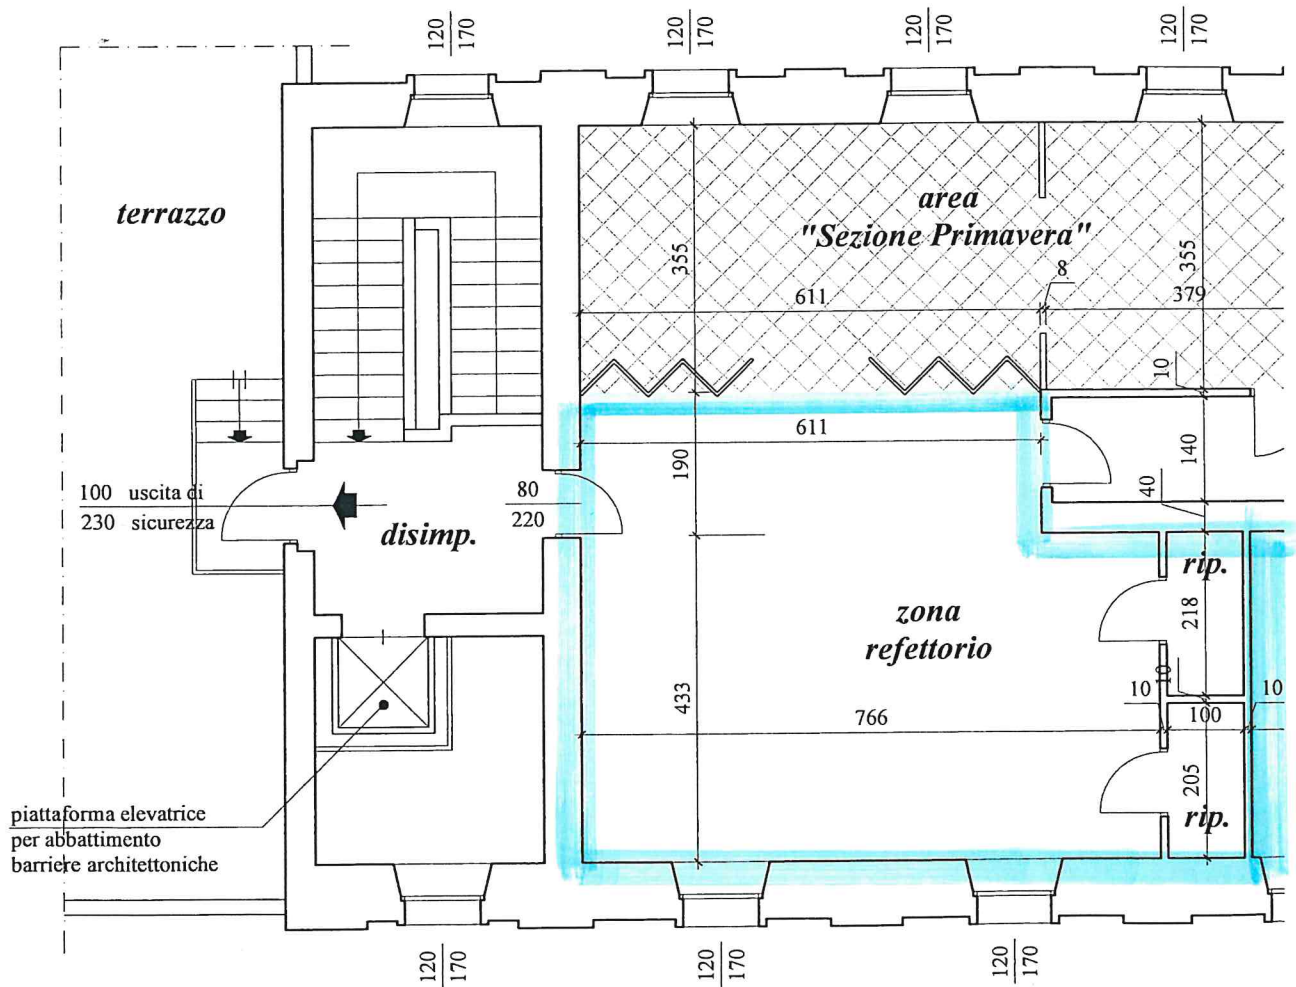 120
170
120
170
120
170
120
170
terrazzo
area
"Sezione Primavera"
355
355
8
611
379
10
611
190
140
40
100 uscita di
230 sicurezza
80
220
disimp.
rip.
zona
refettorio
218
433
10
10
10
766
100
205
rip.
piattaforma elevatrice
per abbattimento
barriere architettoniche
120
170
120
170
120
170